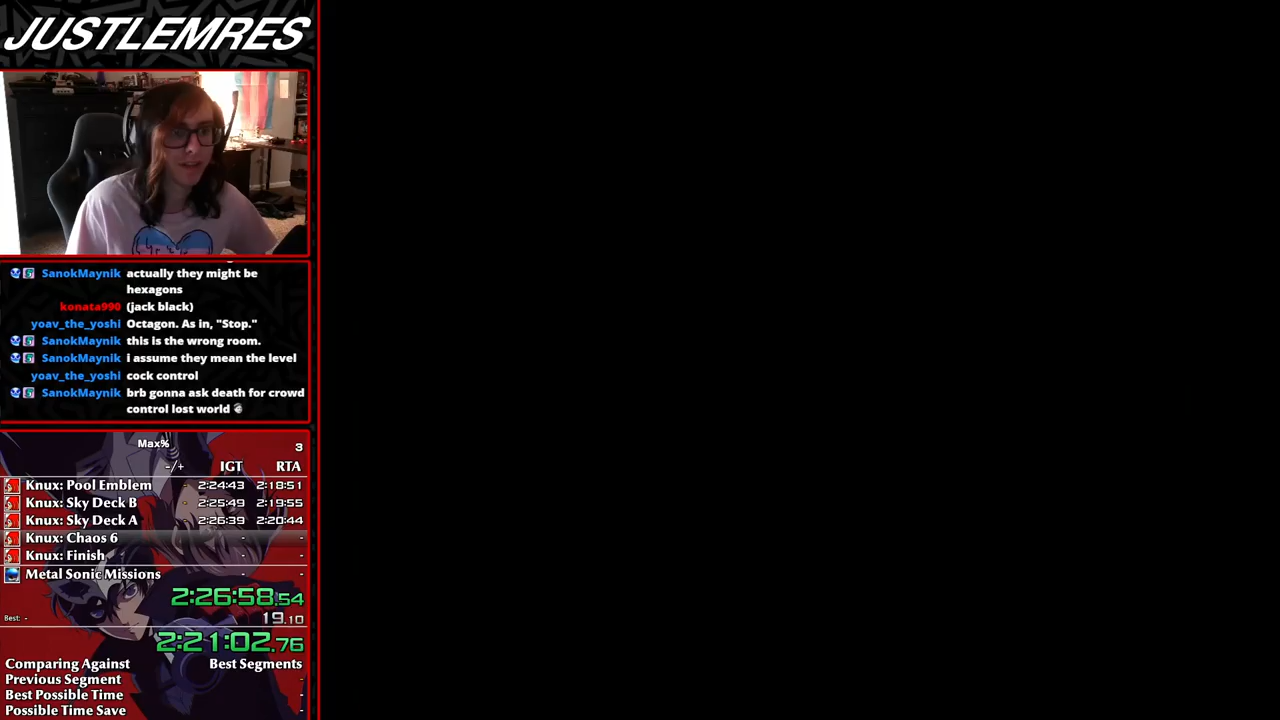 JUSTLEMRES
SanokMaynik actually they might be
hexagons
konata990 (jack black)
yoav_the_yoshi Octagon. As in, "Stop."
SanokMaynik this is the wrong room.
SanokMaynik i assume they mean the level
yoav_the_yoshi cock control
SanokMaynik brb gonna ask death for crowd
control lost world
Max% 3
-/+ IGT RTA
Knux: Pool Emblem - 2:24:43 2:18:51
Knux: Sky Deck B - 2:25:49 2:19:55
Knux: Sky Deck A 2:26:39 2:20:44
Knux: Chaos 6 - -
Knux: Finish - -
Metal Sonic Missions - -
2:26:58.54
Best: - 19.10
2:21:02.76
Comparing Against Best Segments
Previous Segment -
Best Possible Time -
Possible Time Save -